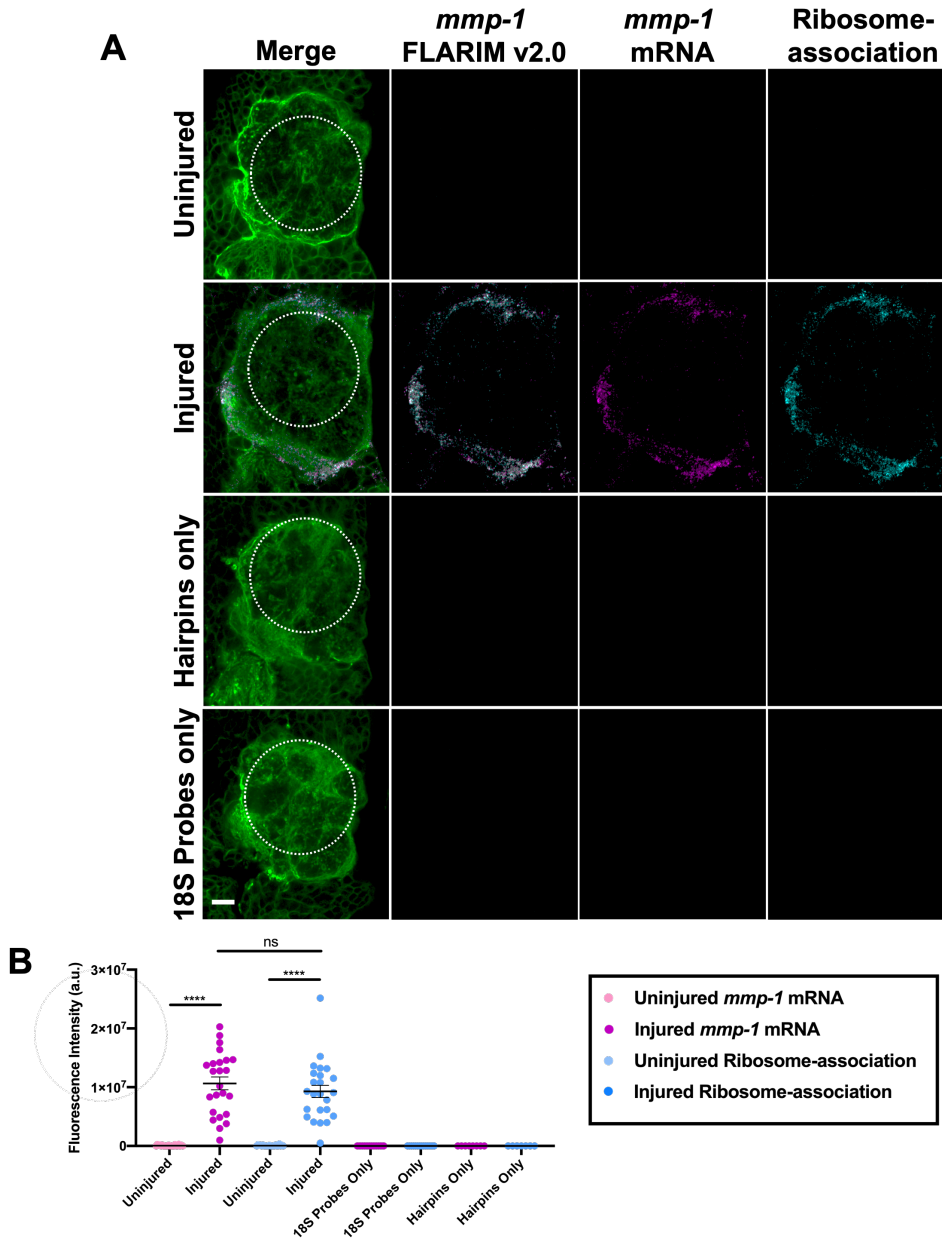 A
Merge
mmp-1
FLARIM v2.0
mmp-1
mRNA
Ribosome-
association
Uninjured
Injured
Hairpins only
18S Probes only
B
Fluorescence Intensity (a.u.)
3×10⁷
2×10⁷
1×10⁷
0
****
ns
****
Uninjured
Injured
Uninjured
Injured
18S Probes Only
18S Probes Only
Hairpins Only
Hairpins Only
Uninjured mmp-1 mRNA
Injured mmp-1 mRNA
Uninjured Ribosome-association
Injured Ribosome-association